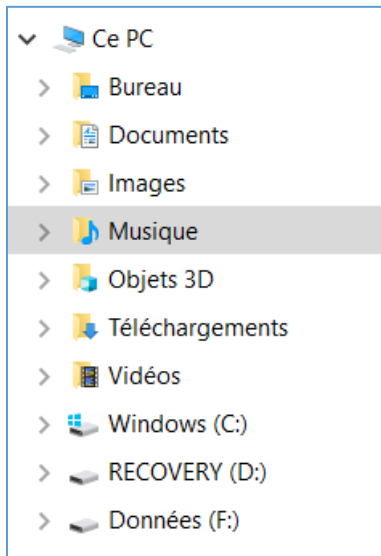 Ce PC
Bureau
Documents
Images
Musique
Objets 3D
Téléchargements
Vidéos
Windows (C:)
RECOVERY (D:)
Données (F:)